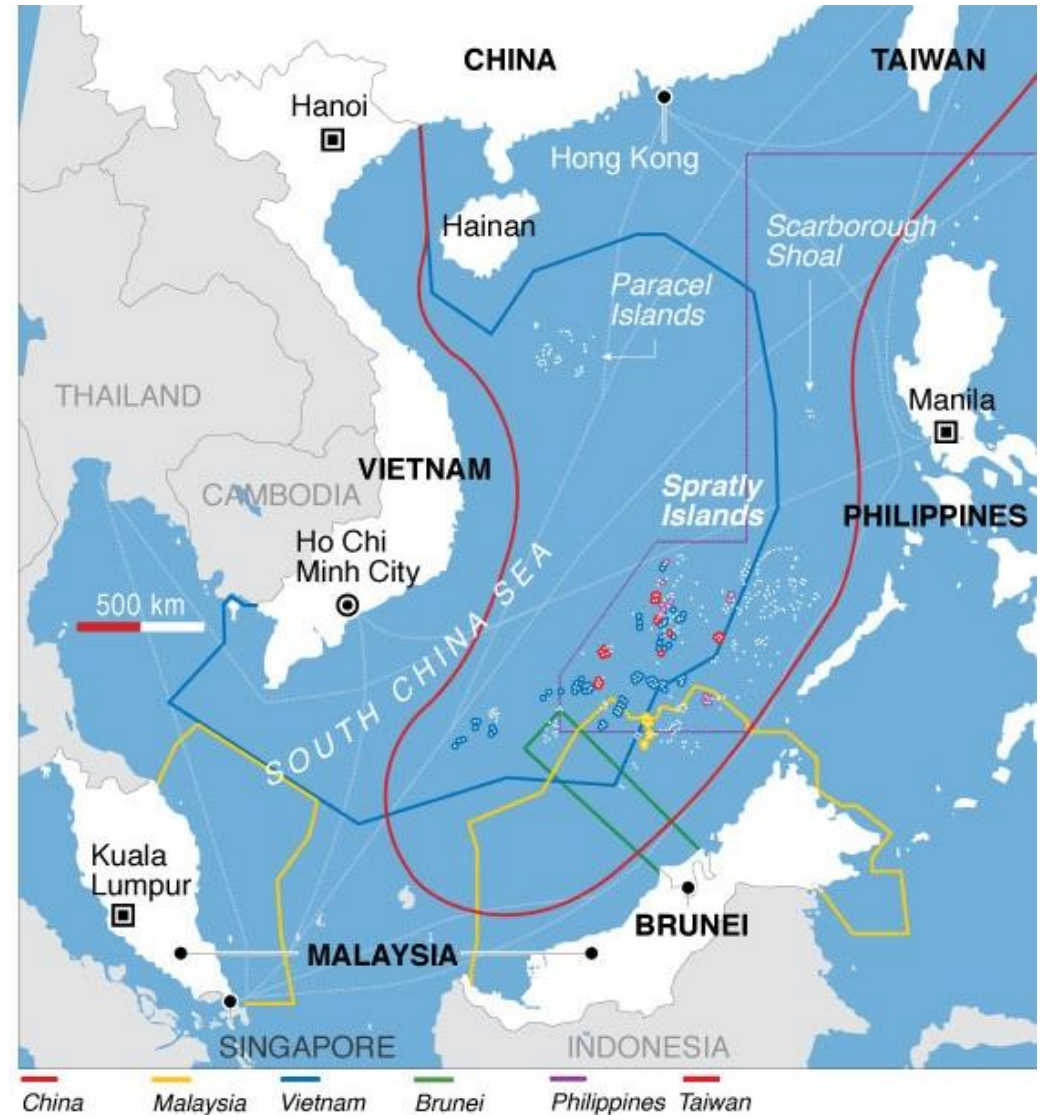 CHINA
TAIWAN
Hanoi
Hong Kong
Hainan
Scarborough
Shoal
Paracel
Islands
THAILAND
Manila
VIETNAM
CAMBODIA
Spratly
Islands
PHILIPPINES
Ho Chi
Minh City
500 km
SOUTH CHINA SEA
Kuala
Lumpur
BRUNEI
MALAYSIA
SINGAPORE
INDONESIA
China
Malaysia
Vietnam
Brunei
Philippines
Taiwan